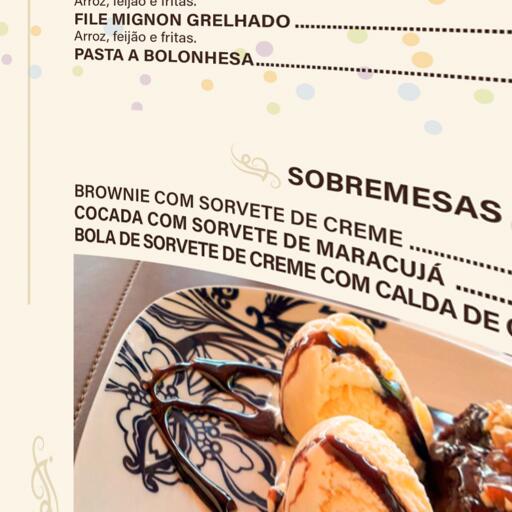 Arroz, feijão e fritas.
FILE MIGNON GRELHADO
Arroz, feijão e fritas.
PASTA A BOLONHESA
SOBREMESAS
BROWNIE COM SORVETE DE CREME
COCADA COM SORVETE DE MARACUJÁ
BOLA DE SORVETE DE CREME COM CALDA DE